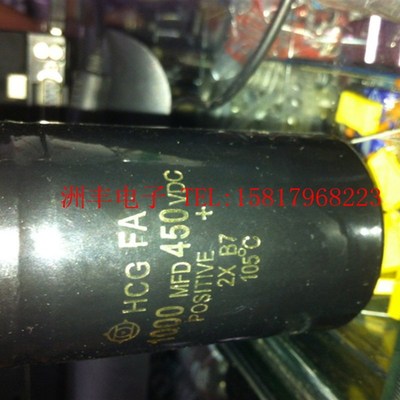 HCG FA
1000 MFD 450 VDC
POSITIVE +
2X B7
105°C
洲丰电子 TEL:15817968223